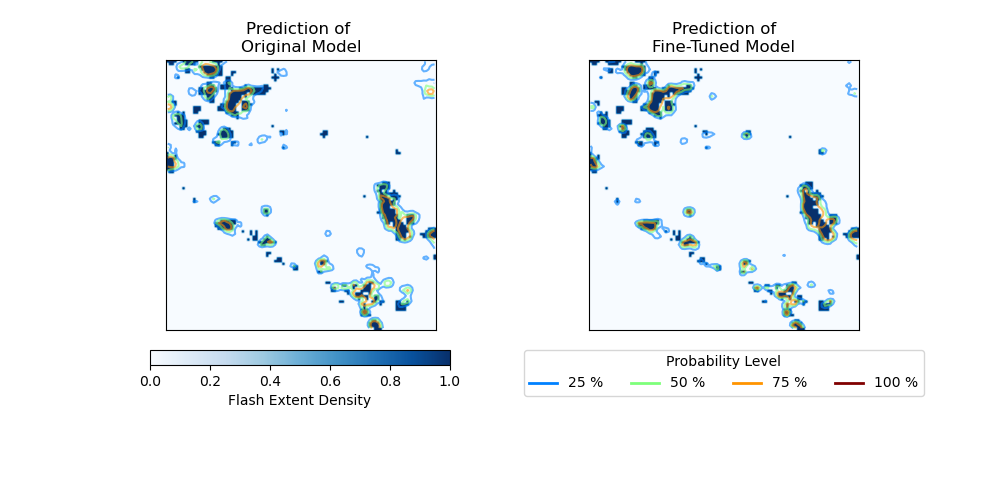 Prediction of
Original Model
Prediction of
Fine-Tuned Model
0.0 0.2 0.4 0.6 0.8 1.0
Flash Extent Density
Probability Level
25 % 50 % 75 % 100 %